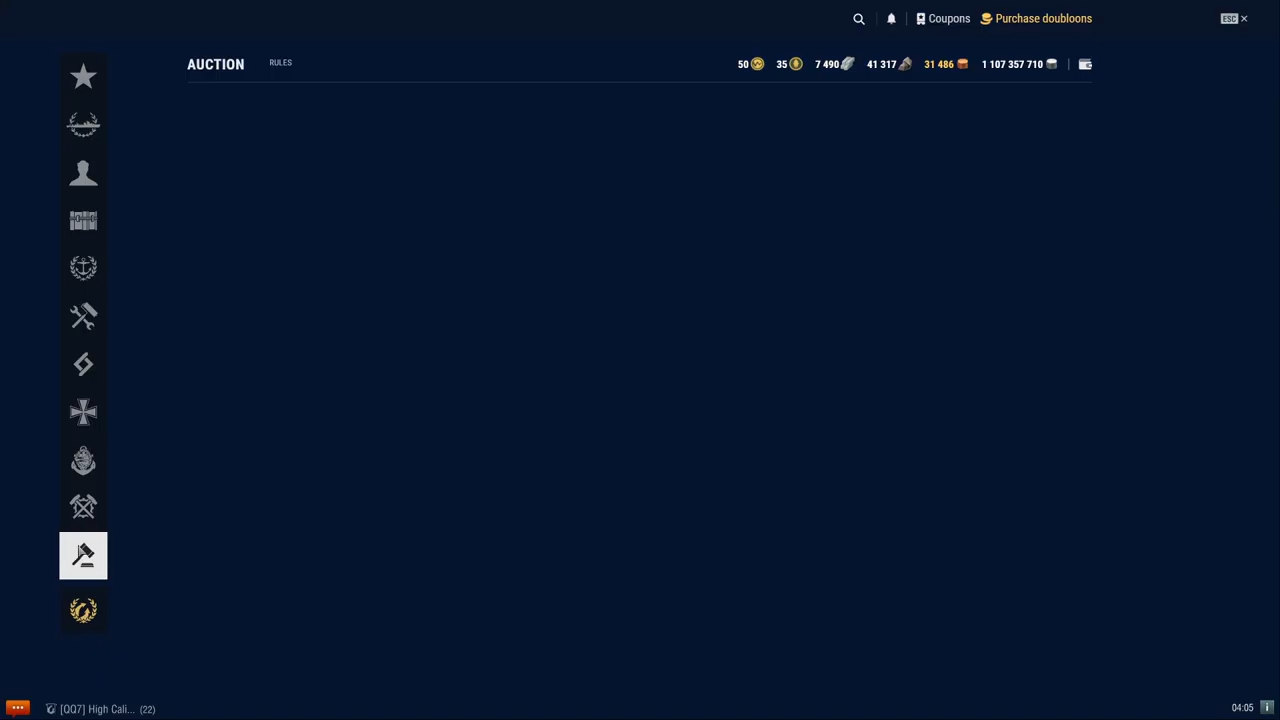 Coupons
Purchase doubloons
ESC ×
AUCTION
RULES
50
35
7 490
41 317
31 486
1 107 357 710
[QQ7] High Cali... (22)
04:05